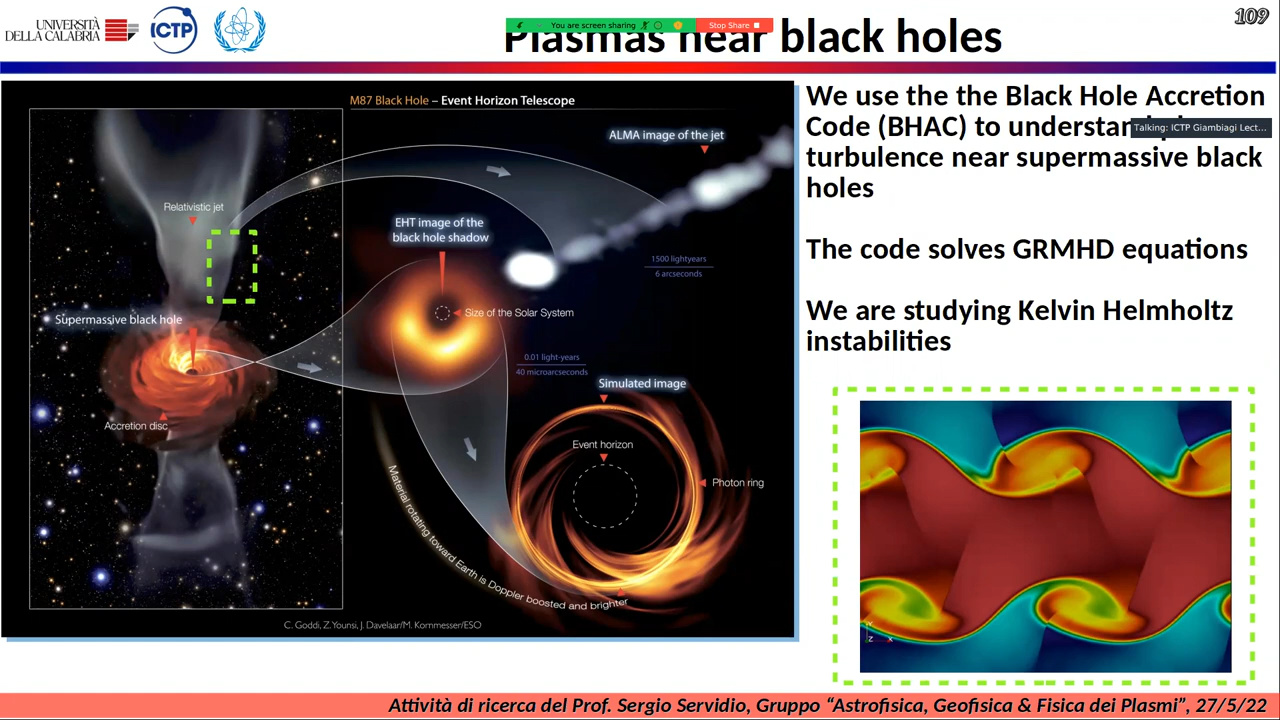 UNIVERSITÀ
DELLA CALABRIA
ICTP
You are screen sharing
Stop Share
Plasmas near black holes
109
M87 Black Hole – Event Horizon Telescope
ALMA image of the jet
Relativistic jet
EHT image of the
black hole shadow
1500 lightyears
6 arcseconds
Supermassive black hole
Size of the Solar System
0.01 light-years
40 microarcseconds
Simulated image
Accretion disc
Event horizon
Photon ring
Material rotating toward Earth is Doppler boosted and brighter
C. Goddi, Z. Younsi, J. Davelaar/M. Kornmesser/ESO
We use the the Black Hole Accretion
Code (BHAC) to understand
Talking: ICTP Giambiagi Lect...
turbulence near supermassive black
holes
The code solves GRMHD equations
We are studying Kelvin Helmholtz
instabilities
Y
Z X
Attività di ricerca del Prof. Sergio Servidio, Gruppo “Astrofisica, Geofisica & Fisica dei Plasmi”, 27/5/22